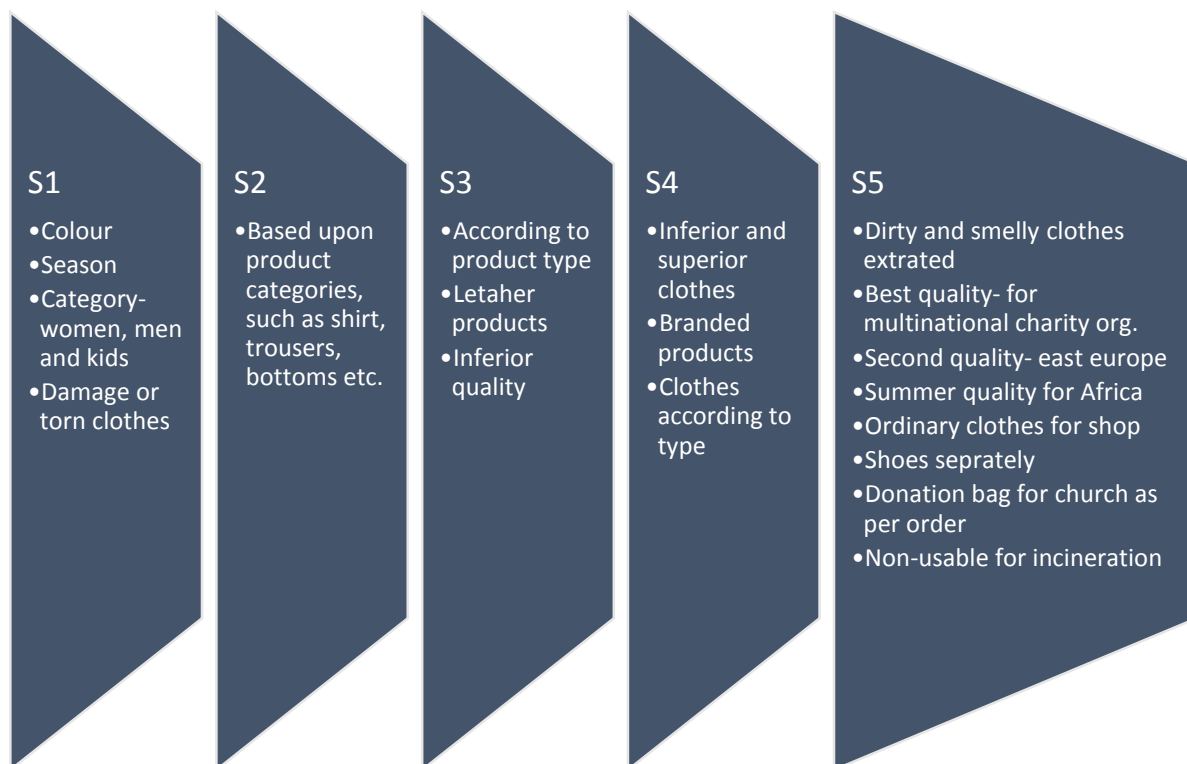 S1
•Colour
•Season
•Category-
women, men
and kids
•Damage or
torn clothes
S2
•Based upon
product
categories,
such as shirt,
trousers,
bottoms etc.
S3
•According to
product type
•Letaher
products
•Inferior
quality
S4
•Inferior and
superior
clothes
•Branded
products
•Clothes
according to
type
S5
•Dirty and smelly clothes
extrated
•Best quality- for
multinational charity org.
•Second quality- east europe
•Summer quality for Africa
•Ordinary clothes for shop
•Shoes seprately
•Donation bag for church as
per order
•Non-usable for incineration